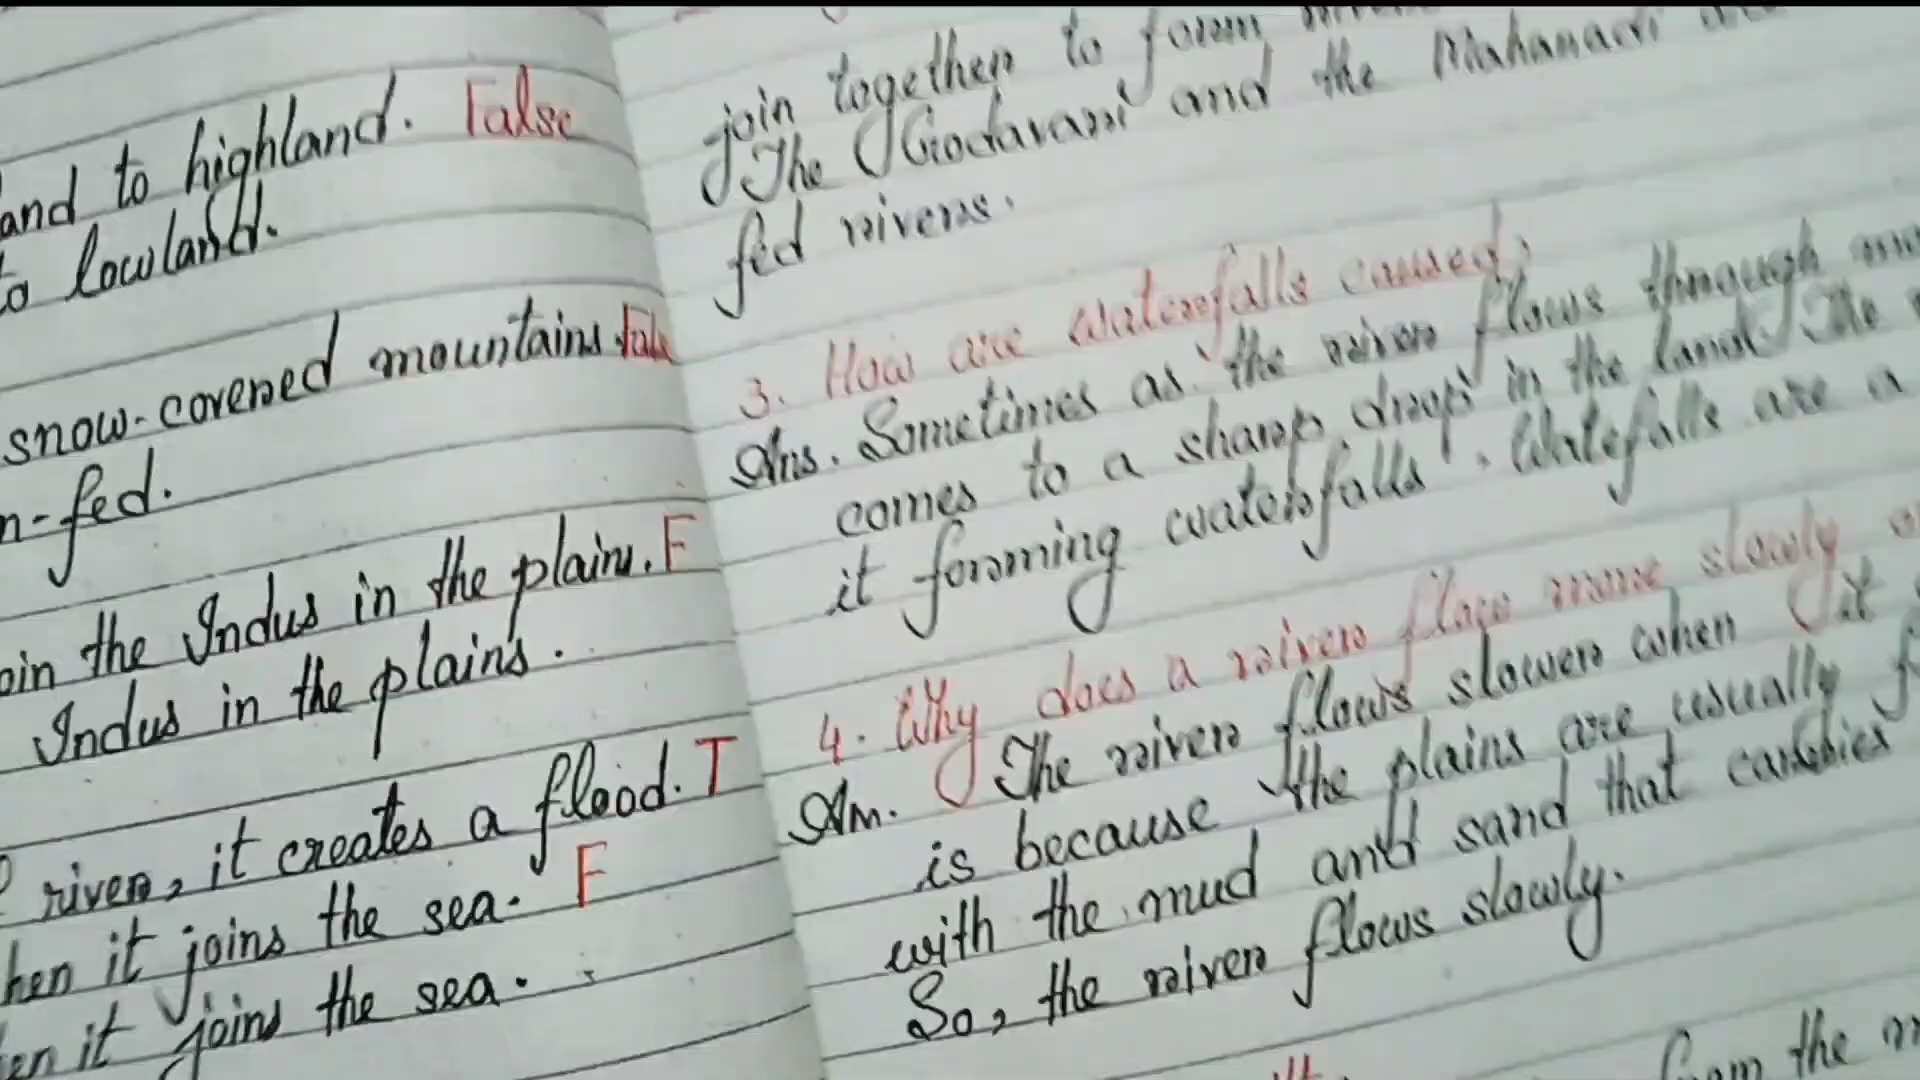 and to highland. False
to lowland.
snow-covered mountains False
n-fed.
oin the Indus in the plains. F
Indus in the plains.
river, it creates a flood. T
hen it joins the sea. F
en it joins the sea.
join together to form
The Godavari and the Mahanadi
fed rivers.
3. How are waterfalls caused?
Ans. Sometimes as the river flows through
comes to a sharp drop in the land. The
it forming waterfalls. Watefalls are a
4. Why does a river flow more slowly
Ans. The river flows slower when it
is because the plains are usually
with the mud and sand that carries
So, the river flows slowly.
from the